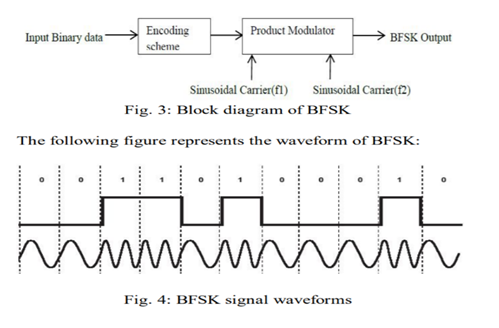 Input Binary data
Encoding
scheme
Product Modulator
BFSK Output
Sinusoidal Carrier(f1)
Sinusoidal Carrier(f2)
Fig. 3: Block diagram of BFSK
The following figure represents the waveform of BFSK:
0 0 1 1 0 1 0 0 0 1 0
Fig. 4: BFSK signal waveforms